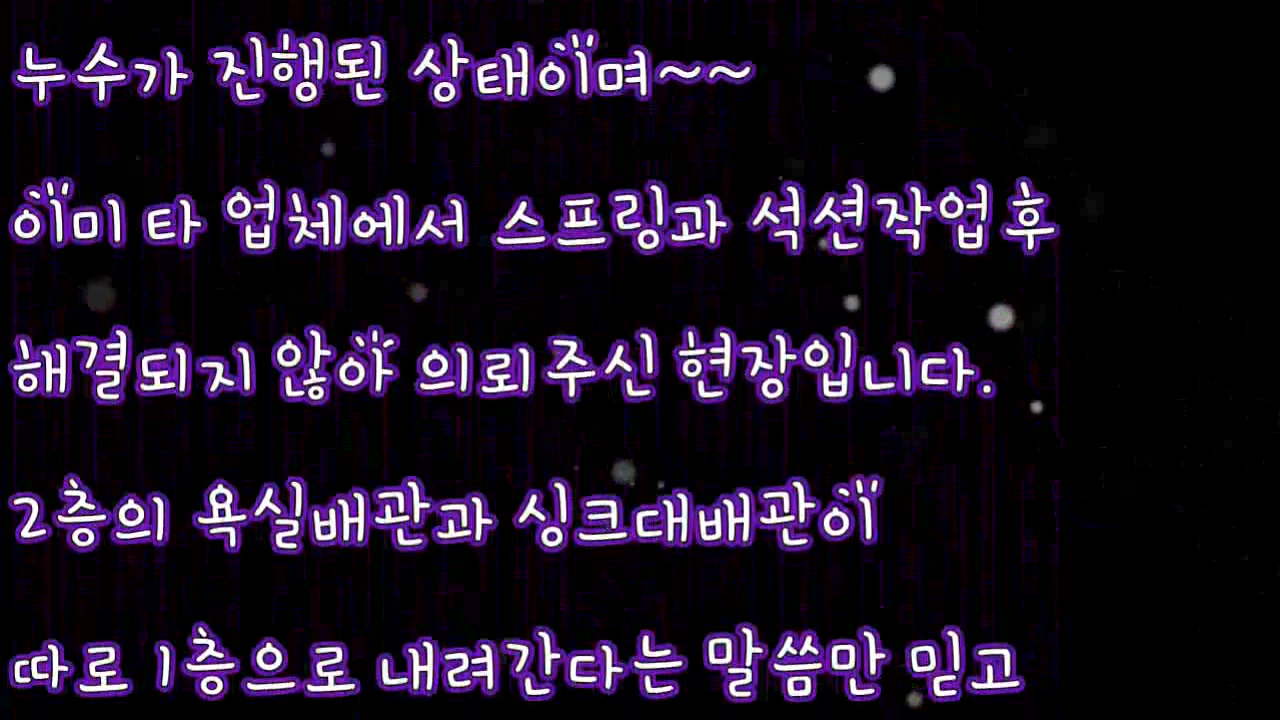 누수가 진행된 상태이며~~
이미 타 업체에서 스프링과 석션작업 후
해결되지 않아 의뢰주신 현장입니다.
2층의 욕실배관과 싱크대배관이
따로 1층으로 내려간다는 말씀만 믿고